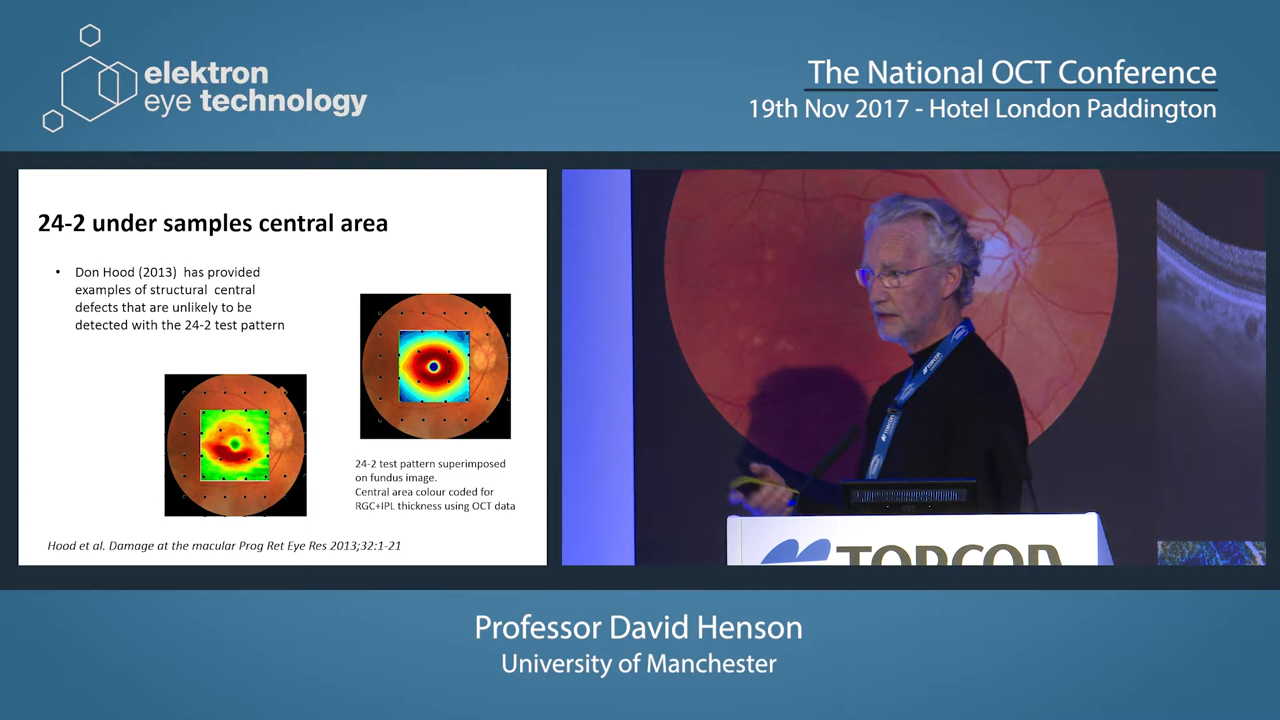 elektron
eye technology
The National OCT Conference
19th Nov 2017 - Hotel London Paddington
24-2 under samples central area
• Don Hood (2013) has provided
examples of structural central
defects that are unlikely to be
detected with the 24-2 test pattern
24-2 test pattern superimposed
on fundus image.
Central area colour coded for
RGC+IPL thickness using OCT data
Hood et al. Damage at the macular Prog Ret Eye Res 2013;32:1-21
TOPCON
TOPCON
TOPCON
Professor David Henson
University of Manchester